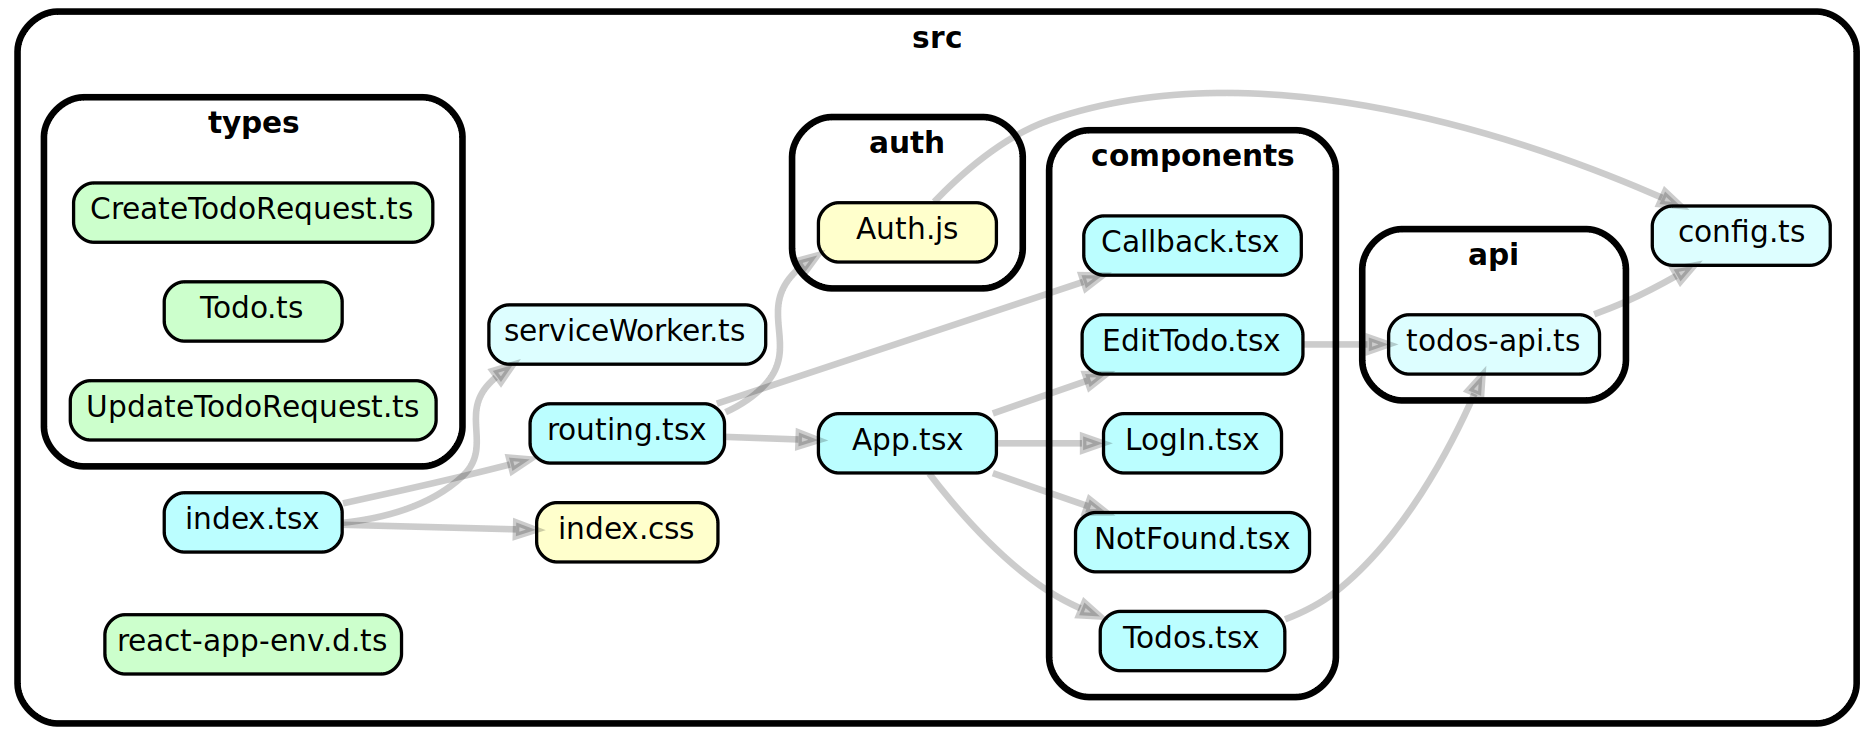 src
types
CreateTodoRequest.ts
Todo.ts
UpdateTodoRequest.ts
index.tsx
react-app-env.d.ts
serviceWorker.ts
routing.tsx
index.css
auth
Auth.js
App.tsx
components
Callback.tsx
EditTodo.tsx
LogIn.tsx
NotFound.tsx
Todos.tsx
api
todos-api.ts
config.ts